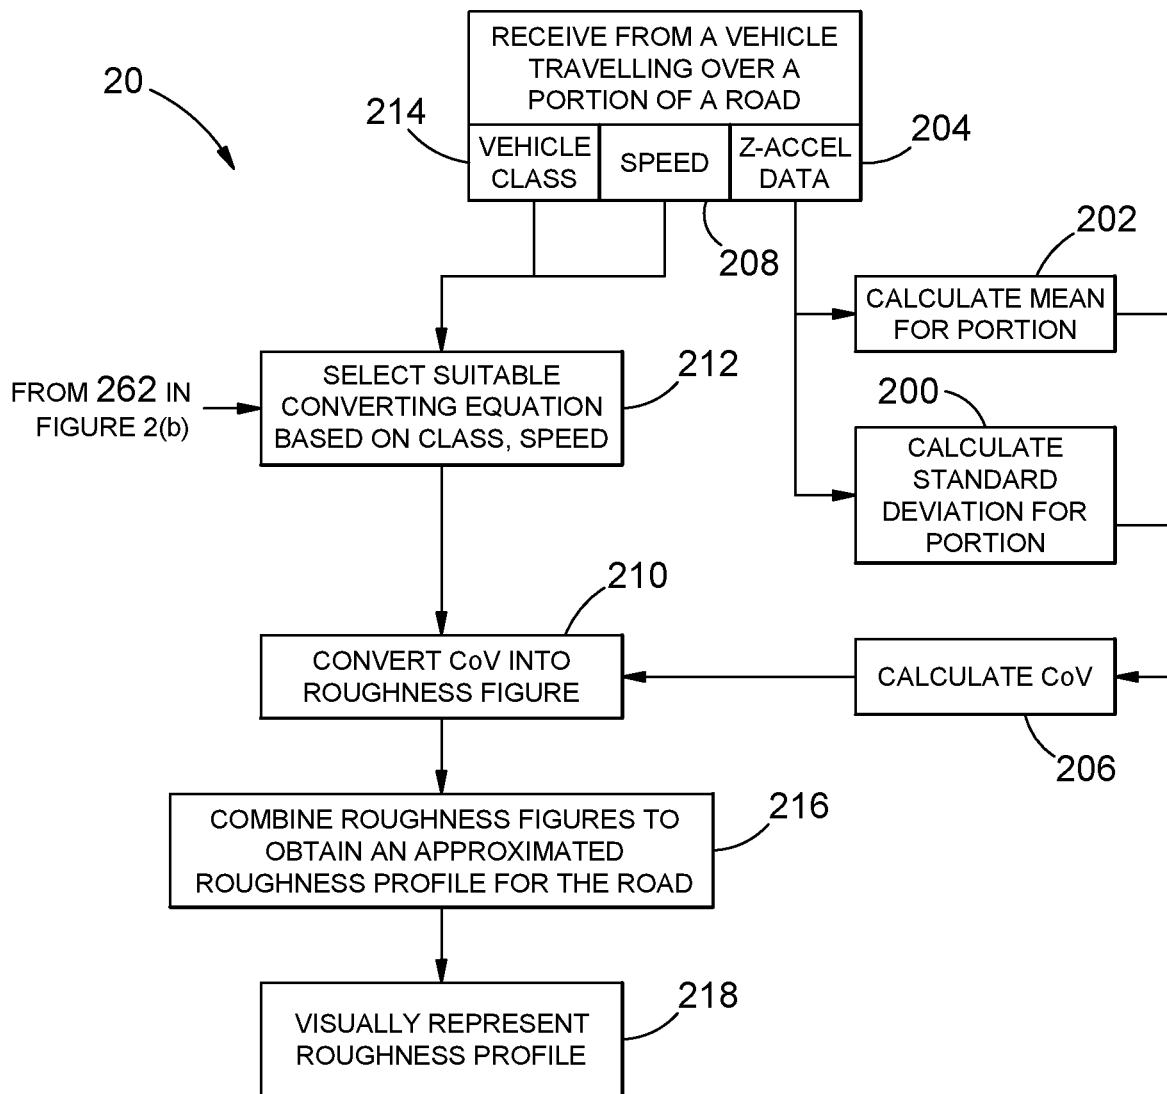 RECEIVE FROM A VEHICLE
TRAVELLING OVER A
PORTION OF A ROAD
20
214
VEHICLE
CLASS
SPEED
Z-ACCEL
DATA
204
208
202
CALCULATE MEAN
FOR PORTION
FROM 262 IN
FIGURE 2(b)
SELECT SUITABLE
CONVERTING EQUATION
BASED ON CLASS, SPEED
212
200
CALCULATE
STANDARD
DEVIATION FOR
PORTION
210
CONVERT CoV INTO
ROUGHNESS FIGURE
CALCULATE CoV
206
COMBINE ROUGHNESS FIGURES TO
OBTAIN AN APPROXIMATED
ROUGHNESS PROFILE FOR THE ROAD
216
VISUALLY REPRESENT
ROUGHNESS PROFILE
218